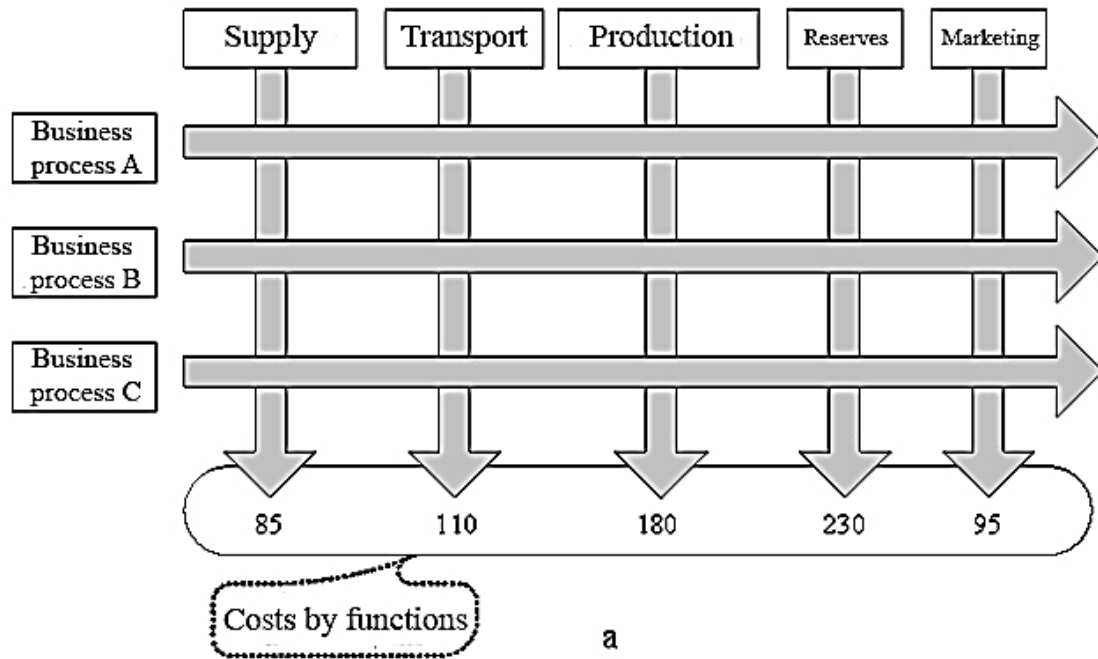 Supply
Transport
Production
Reserves
Marketing
Business
process A
Business
process B
Business
process C
85
110
180
230
95
Costs by functions
a